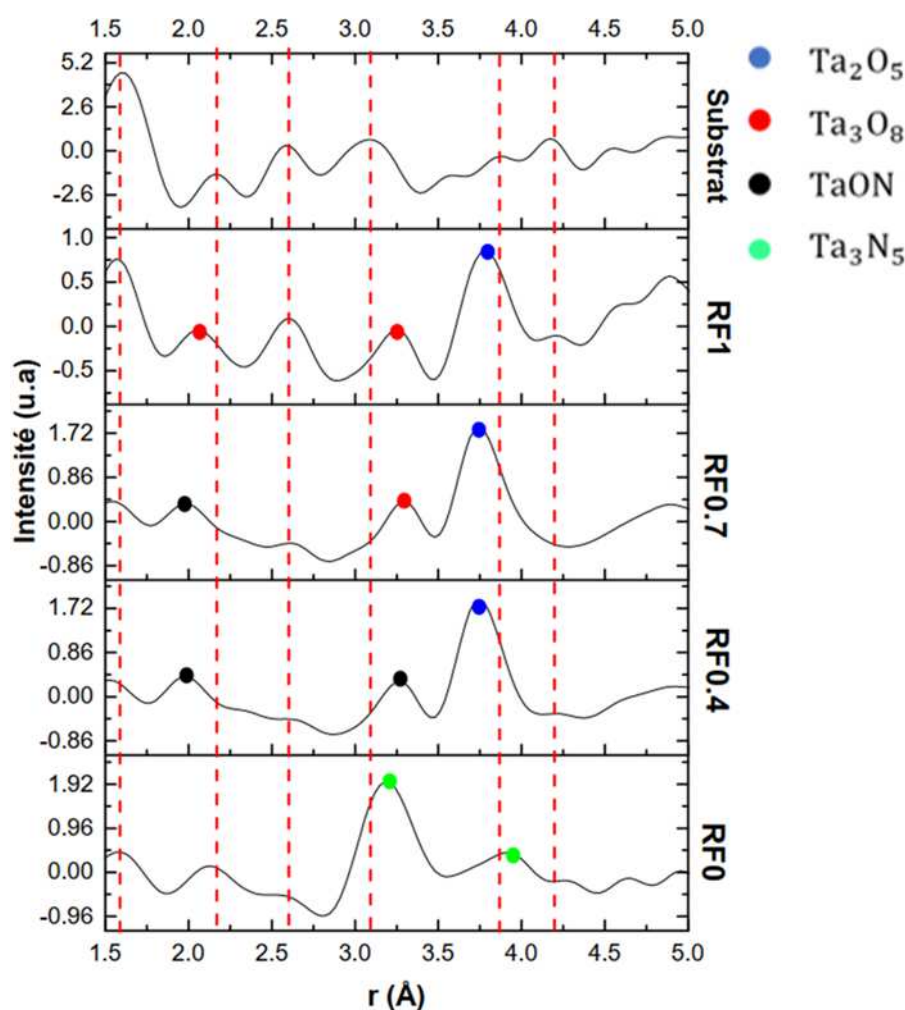 1.5 2.0 2.5 3.0 3.5 4.0 4.5 5.0
5.2
2.6
0.0
-2.6
Substrat
1.0
0.5
0.0
-0.5
RF1
1.72
0.86
0.00
-0.86
RF0.7
1.72
0.86
0.00
-0.86
RF0.4
1.92
0.96
0.00
-0.96
RF0
1.5 2.0 2.5 3.0 3.5 4.0 4.5 5.0
r (Å)
Intensité (u.a)
Ta₂O₅
Ta₃O₈
TaON
Ta₃N₅